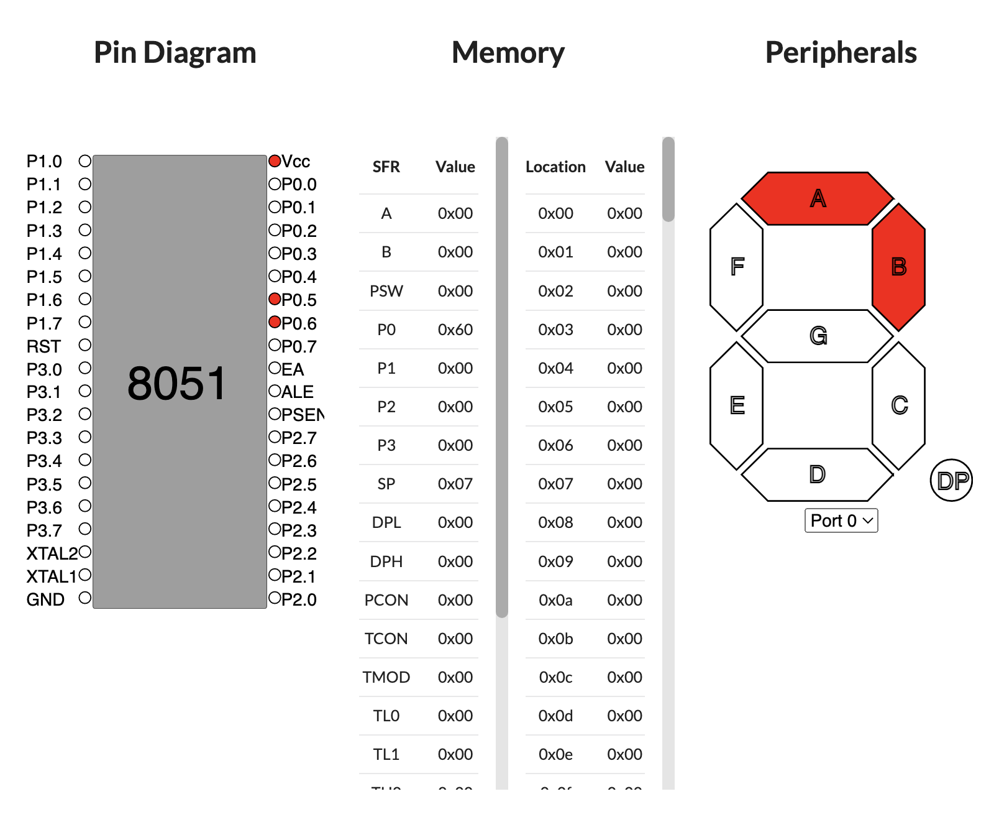 Pin Diagram
P1.0
P1.1
P1.2
P1.3
P1.4
P1.5
P1.6
P1.7
RST
P3.0
P3.1
P3.2
P3.3
P3.4
P3.5
P3.6
P3.7
XTAL2
XTAL1
GND
8051
Vcc
P0.0
P0.1
P0.2
P0.3
P0.4
P0.5
P0.6
P0.7
EA
ALE
PSEN
P2.7
P2.6
P2.5
P2.4
P2.3
P2.2
P2.1
P2.0
Memory
SFR Value
A 0x00
B 0x00
PSW 0x00
P0 0x60
P1 0x00
P2 0x00
P3 0x00
SP 0x07
DPL 0x00
DPH 0x00
PCON 0x00
TCON 0x00
TMOD 0x00
TL0 0x00
TL1 0x00
Location Value
0x00 0x00
0x01 0x00
0x02 0x00
0x03 0x00
0x04 0x00
0x05 0x00
0x06 0x00
0x07 0x00
0x08 0x00
0x09 0x00
0x0a 0x00
0x0b 0x00
0x0c 0x00
0x0d 0x00
0x0e 0x00
Peripherals
A
F
B
G
E
C
D
DP
Port 0